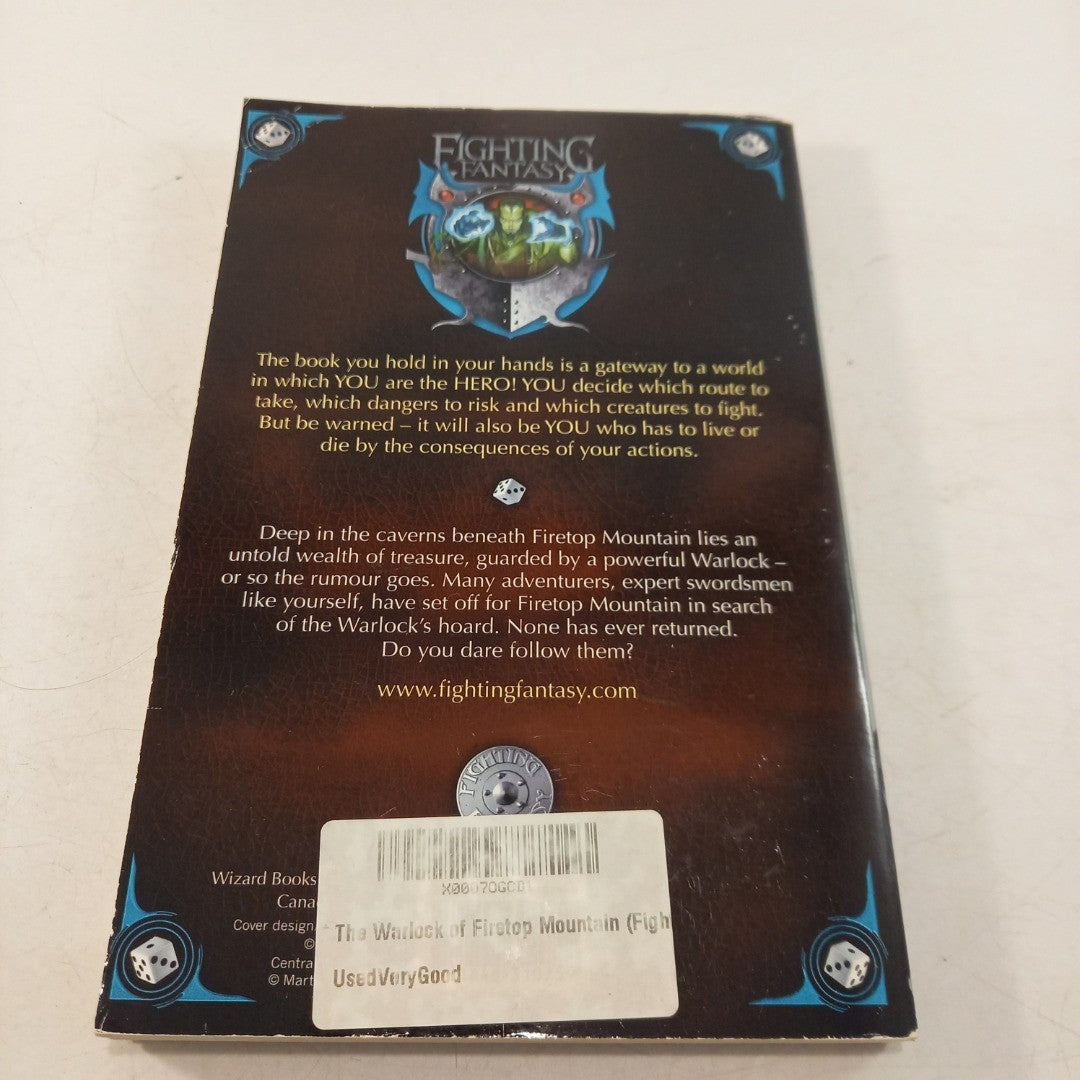 FIGHTING
FANTASY
The book you hold in your hands is a gateway to a world
in which YOU are the HERO! YOU decide which route to
take, which dangers to risk and which creatures to fight.
But be warned – it will also be YOU who has to live or
die by the consequences of your actions.
Deep in the caverns beneath Firetop Mountain lies an
untold wealth of treasure, guarded by a powerful Warlock –
or so the rumour goes. Many adventurers, expert swordsmen
like yourself, have set off for Firetop Mountain in search
of the Warlock's hoard. None has ever returned.
Do you dare follow them?
www.fightingfantasy.com
FIGHTING
Wizard Books
Cana
Cover design,
©
Centra
© Mart
The Warlock of Firetop Mountain (Figh
UsedVeryGood